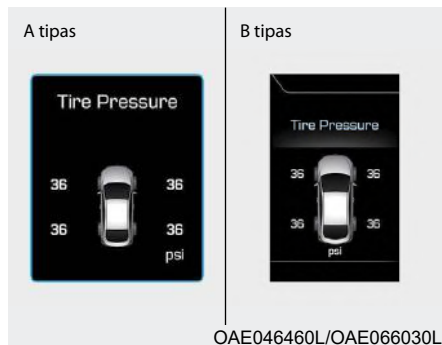 A tipas
Tire Pressure
36 36
36 36
psi
B tipas
Tire Pressure
36 36
36 36
psi
OAE046460L/OAE066030L